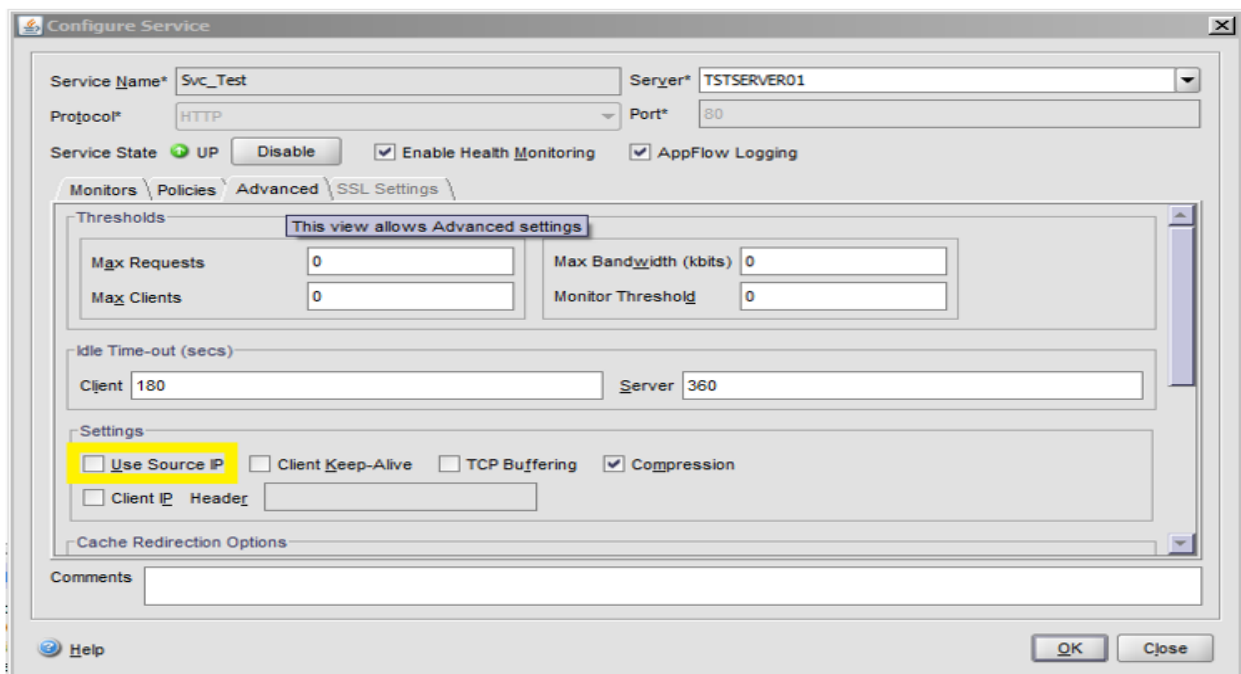 Configure Service
Service Name* Svc_Test Server* TSTSERVER01
Protocol* HTTP Port* 80
Service State UP Disable Enable Health Monitoring AppFlow Logging
Monitors Policies Advanced SSL Settings
Thresholds
This view allows Advanced settings
Max Requests 0 Max Bandwidth (kbits) 0
Max Clients 0 Monitor Threshold 0
Idle Time-out (secs)
Client 180 Server 360
Settings
Use Source IP Client Keep-Alive TCP Buffering Compression
Client IP Header
Cache Redirection Options
Comments
Help OK Close